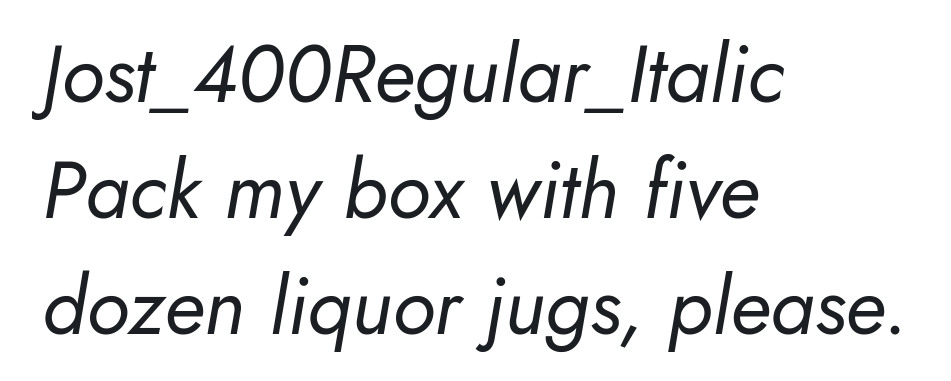 Jost_400Regular_Italic
Pack my box with five
dozen liquor jugs, please.